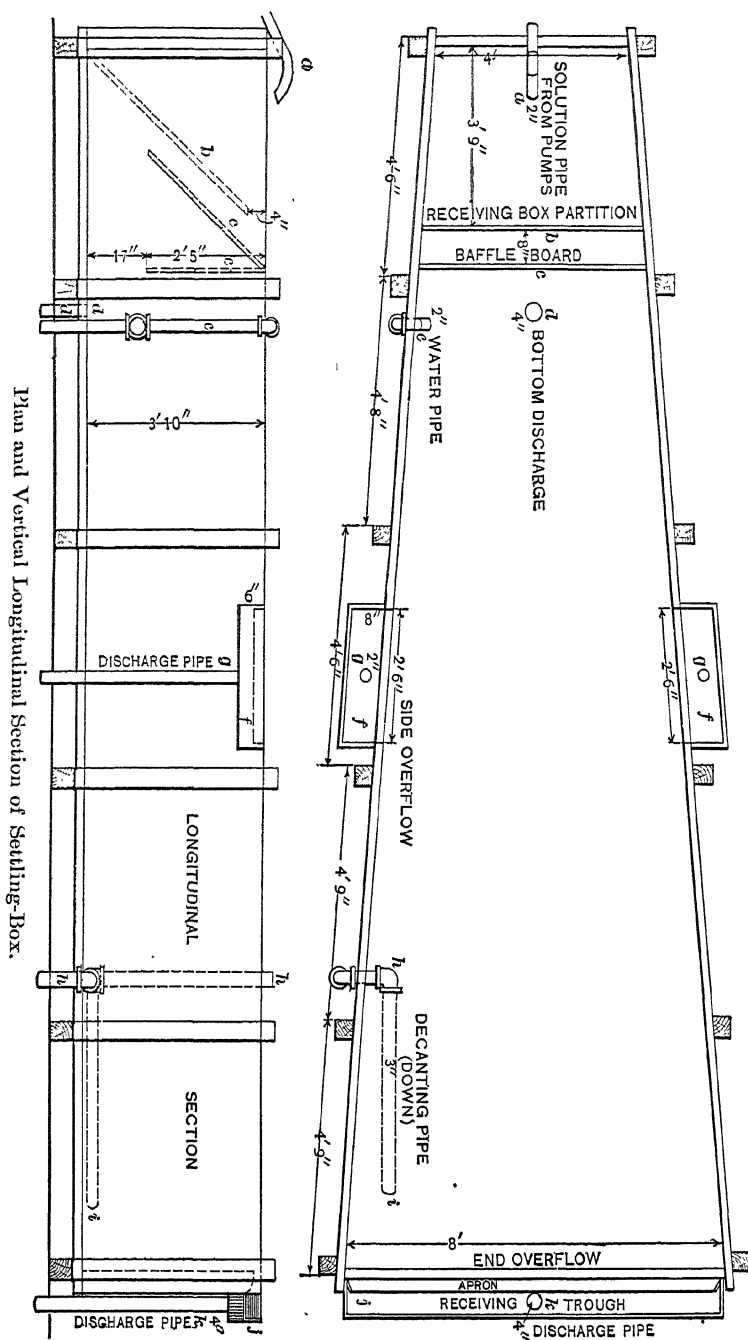 4'
SOLUTION PIPE
FROM PUMPS
2"
a
3' 9"
4'-6"
RECEIVING BOX PARTITION
b
8"
BAFFLE BOARD
c
d
4"
BOTTOM DISCHARGE
2" WATER PIPE
e
4' 8"
8"
2"
g
f
2' 6"
SIDE OVERFLOW
4'6"
g
f
2'-6"
4' 9"
h
DECANTING PIPE
(DOWN)
3"
i
4' 9"
8'
END OVERFLOW
APRON
j
RECEIVING k TROUGH
4"
DISCHARGE PIPE
a
b
4"
c
17"
2' 5"
c
d
d
3' 10"
6"
DISCHARGE PIPE g
f
LONGITUDINAL
SECTION
h
h
i
j
DISCHARGE PIPE k 4"
Plan and Vertical Longitudinal Section of Settling-Box.